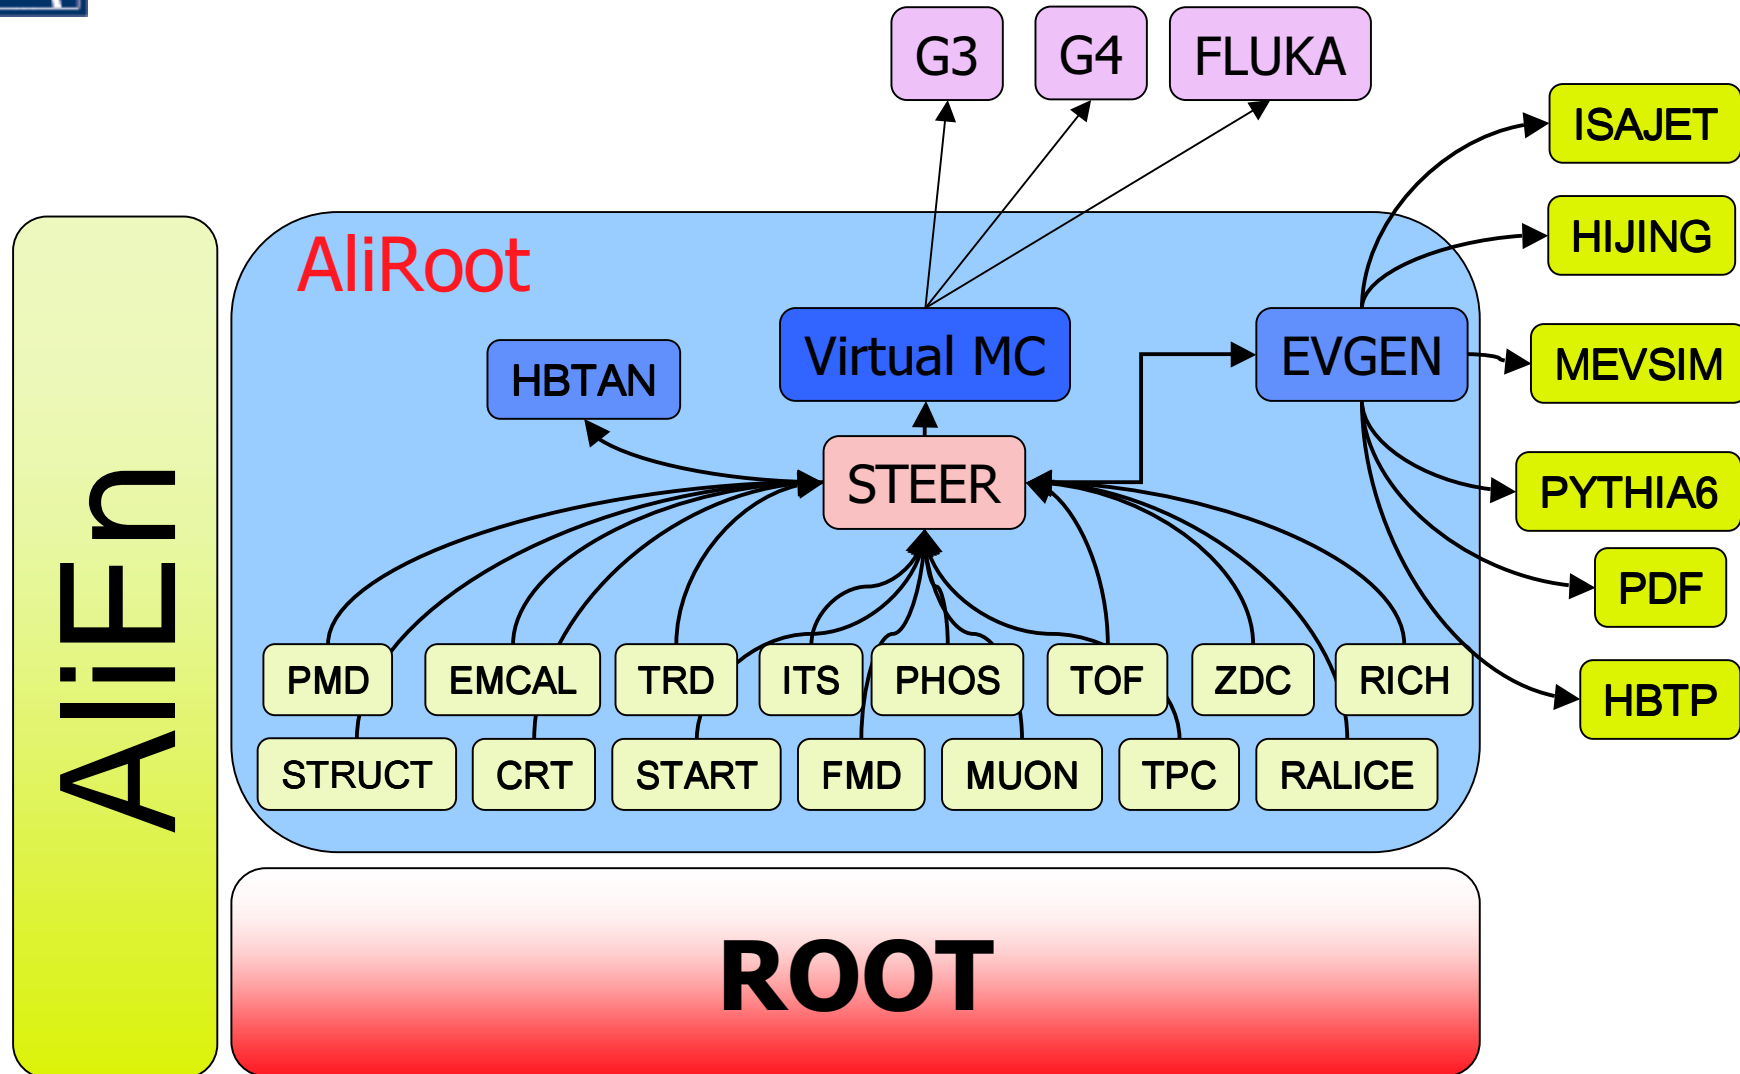 G3
G4
FLUKA
ISAJET
HIJING
AliRoot
Virtual MC
EVGEN
MEVSIM
HBTAN
STEER
PYTHIA6
PDF
PMD
EMCAL
TRD
ITS
PHOS
TOF
ZDC
RICH
HBTP
STRUCT
CRT
START
FMD
MUON
TPC
RALICE
AliEn
ROOT